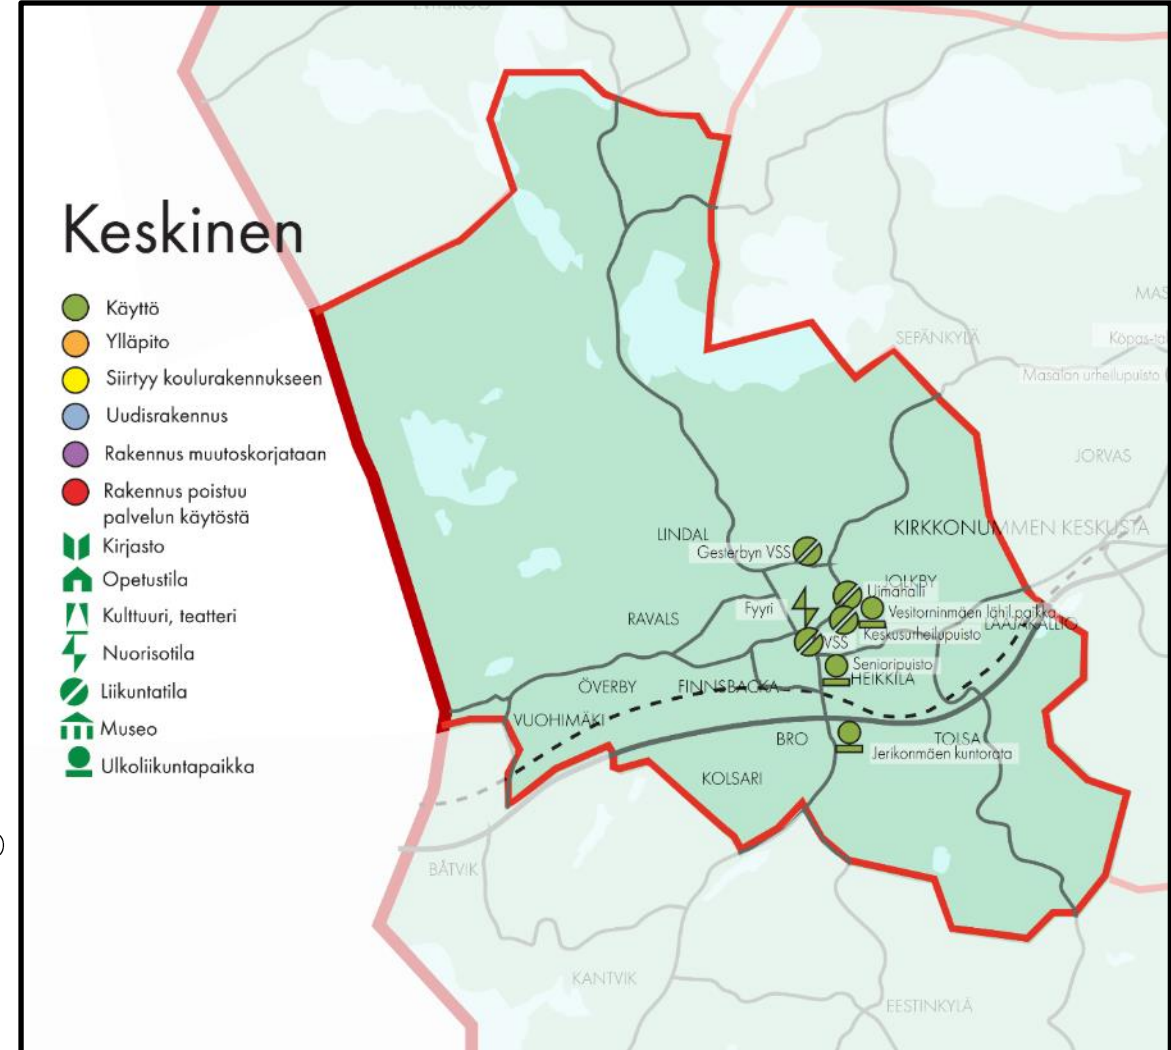 Keskinen
Käyttö
Ylläpito
Siirtyy koulurakennukseen
Uudisrakennus
Rakennus muutoskorjataan
Rakennus poistuu
palvelun käytöstä
Kirjasto
Opetustila
Kulttuuri, teatteri
Nuorisotila
Liikuntatila
Museo
Ulkoliikuntapaikka
SEPÄNKYLÄ
Masalan urheilupuisto
JORVAS
KIRKKONUMMEN KESKUSTA
LINDAL
Gesterbyn VSS
JOLKBY
Uimahalli
Fyyri
Vesitorninmäen lähil.paikka
LAAJAKALLIO
RAVALS
Keskusurheilupuisto
VSS
Senioripuisto
HEIKKILÄ
ÖVERBY
FINNSBACKA
VUOHIMÄKI
BRO
TOLSA
Jerikonmäen kuntorata
KOLSARI
BÅTVIK
KANTVIK
EESTINKYLÄ